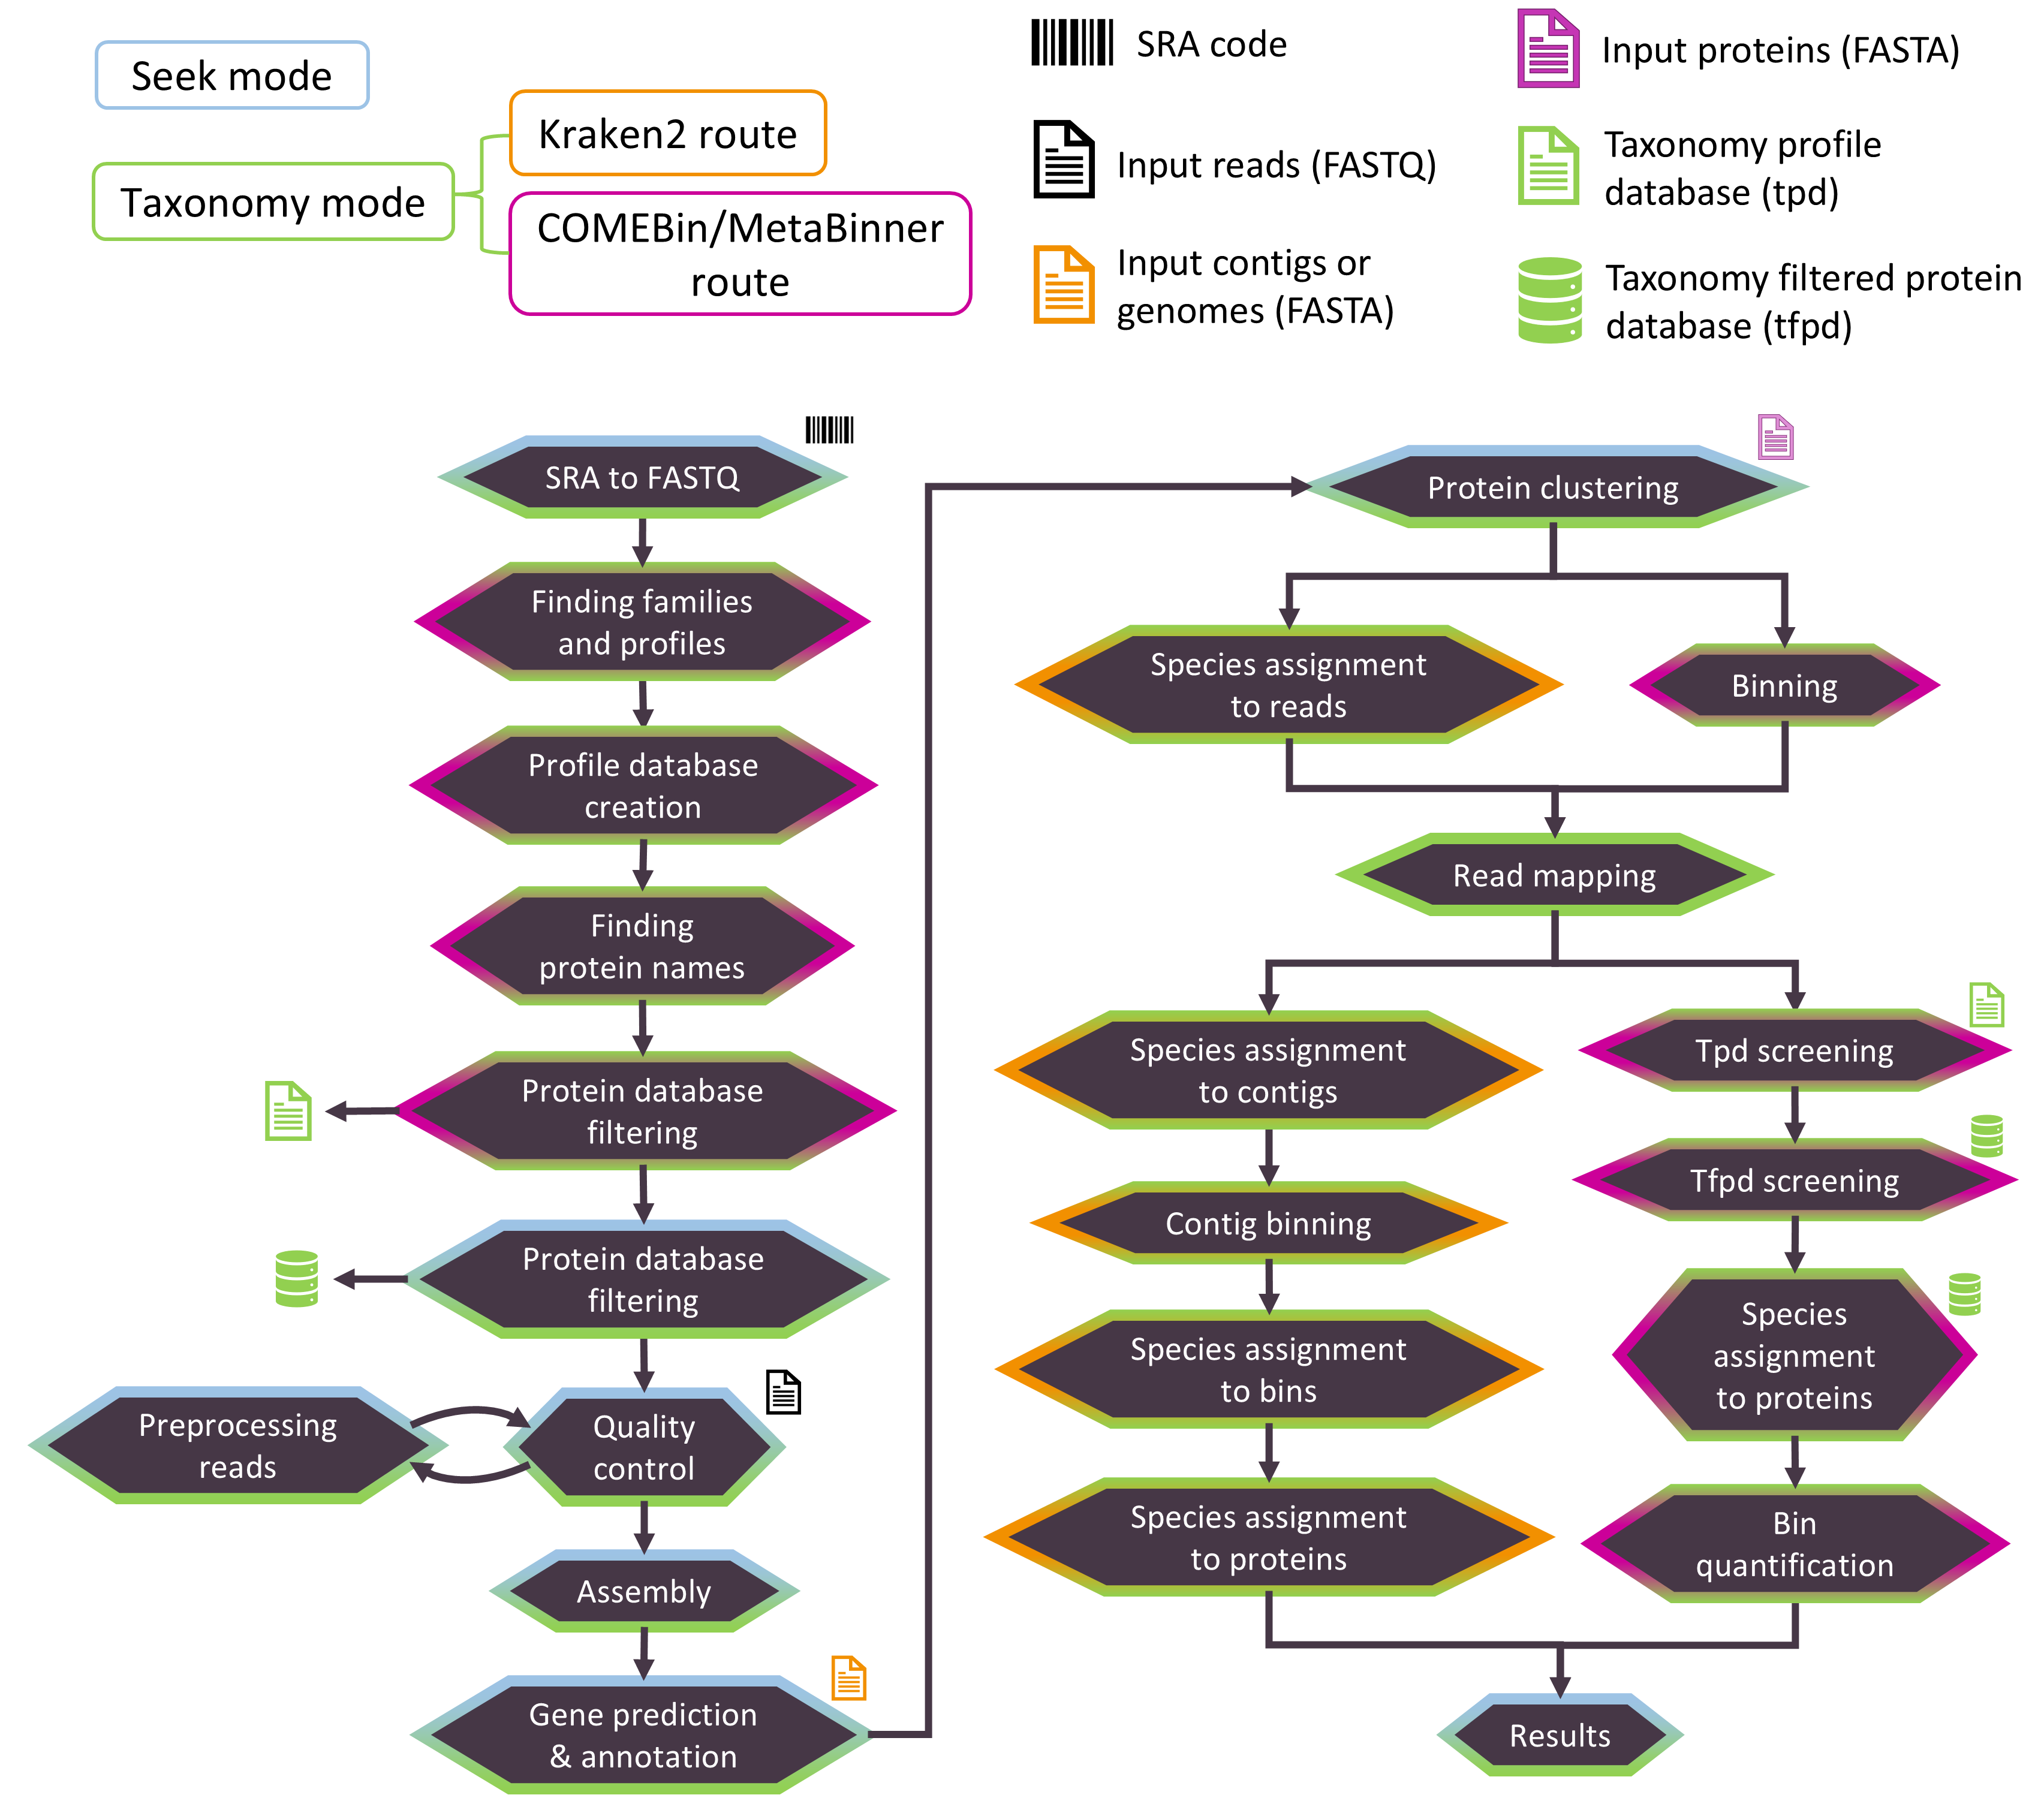 Seek mode
Taxonomy mode
Kraken2 route
COMEBin/MetaBinner
route
SRA code
Input reads (FASTQ)
Input contigs or
genomes (FASTA)
Input proteins (FASTA)
Taxonomy profile
database (tpd)
Taxonomy filtered protein
database (tfpd)
SRA to FASTQ
Finding families
and profiles
Profile database
creation
Finding
protein names
Protein database
filtering
Protein database
filtering
Preprocessing
reads
Quality
control
Assembly
Gene prediction
& annotation
Protein clustering
Species assignment
to reads
Binning
Read mapping
Species assignment
to contigs
Contig binning
Species assignment
to bins
Species assignment
to proteins
Tpd screening
Tfpd screening
Species
assignment
to proteins
Bin
quantification
Results